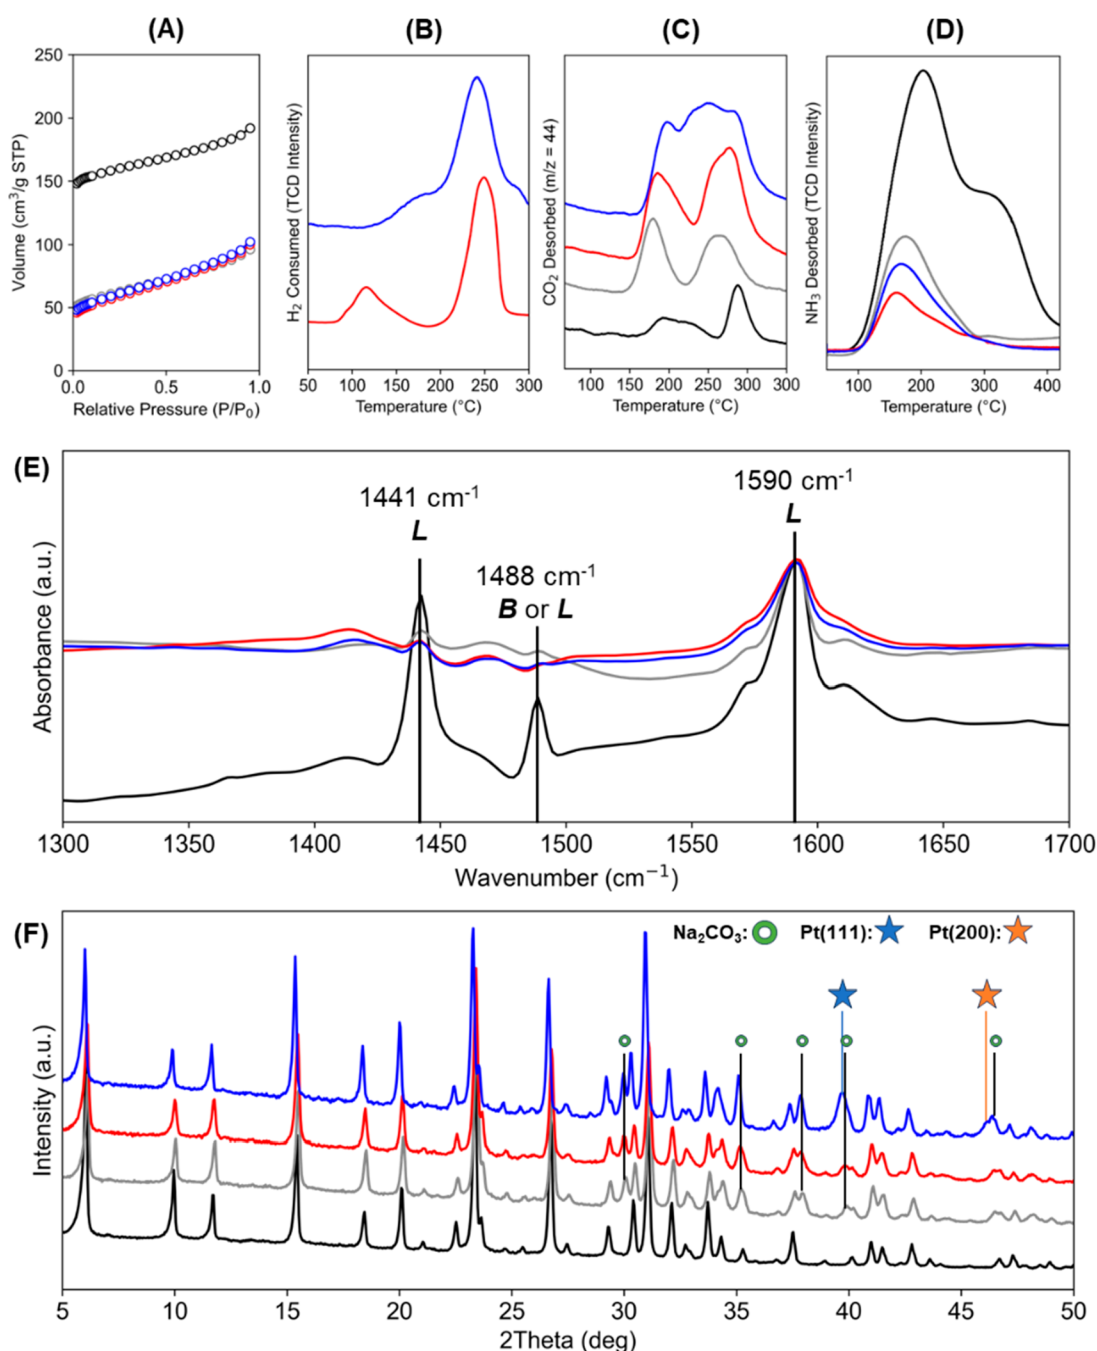 (A)
(B)
(C)
(D)
250
200
150
100
50
0
Volume (cm³/g STP)
0.0
0.5
1.0
Relative Pressure (P/P₀)
H₂ Consumed (TCD Intensity)
50
100
150
200
250
300
Temperature (°C)
CO₂ Desorbed (m/z = 44)
100
150
200
250
300
300
Temperature (°C)
NH₃ Desorbed (TCD Intensity)
100
200
300
400
Temperature (°C)
(E)
1441 cm⁻¹
L
1488 cm⁻¹
B or L
1590 cm⁻¹
L
Absorbance (a.u.)
1300
1400
1450
1500
1550
1600
1650
1700
Wavenumber (cm⁻¹)
(F)
Na₂CO₃:
Pt(111):
Pt(200):
Intensity (a.u.)
5
10
15
20
25
30
35
40
45
50
2Theta (deg)